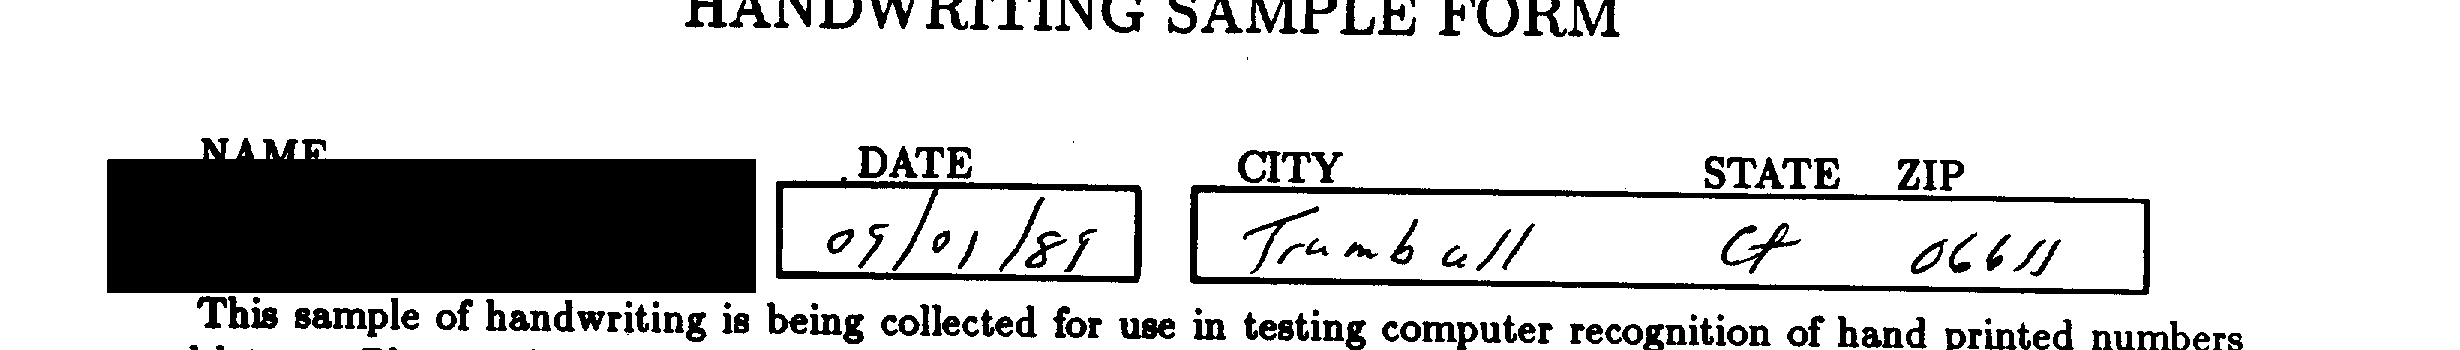 HANDWRITING SAMPLE FORM
NAME DATE CITY STATE ZIP
09/01/89 Trumbull Ct 06611
This sample of handwriting is being collected for use in testing computer recognition of hand printed numbers